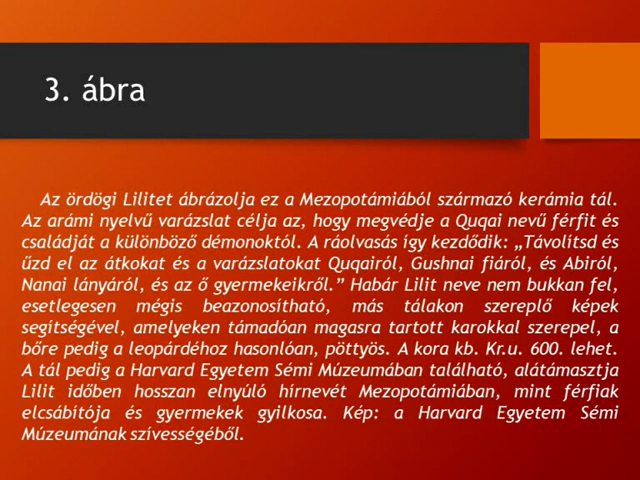 3. ábra
Az ördögi Lilitet ábrázolja ez a Mezopotámiából származó kerámia tál.
Az arámi nyelvű varázslat célja az, hogy megvédje a Quqai nevű férfit és
családját a különböző démonoktól. A ráolvasás így kezdődik: „Távolítsd és
űzd el az átkokat és a varázslatokat Quqairól, Gushnai fiáról, és Abiról,
Nanai lányáról, és az ő gyermekeikről.” Habár Lilit neve nem bukkan fel,
esetlegesen mégis beazonosítható, más tálakon szereplő képek
segítségével, amelyeken támadóan magasra tartott karokkal szerepel, a
bőre pedig a leopárdéhoz hasonlóan, pöttyös. A kora kb. Kr.u. 600. lehet.
A tál pedig a Harvard Egyetem Sémi Múzeumában található, alátámasztja
Lilit időben hosszan elnyúló hírnevét Mezopotámiában, mint férfiak
elcsábítója és gyermekek gyilkosa. Kép: a Harvard Egyetem Sémi
Múzeumának szívességéből.